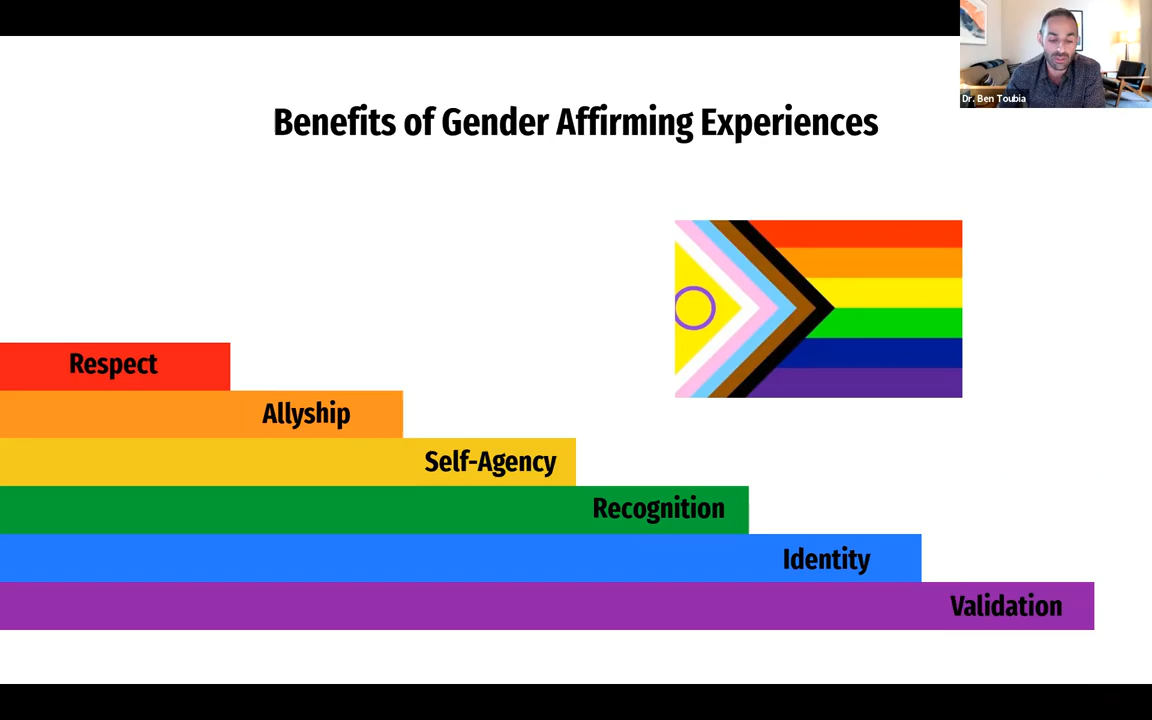 Dr. Ben Toubia
Benefits of Gender Affirming Experiences
Respect
Allyship
Self-Agency
Recognition
Identity
Validation